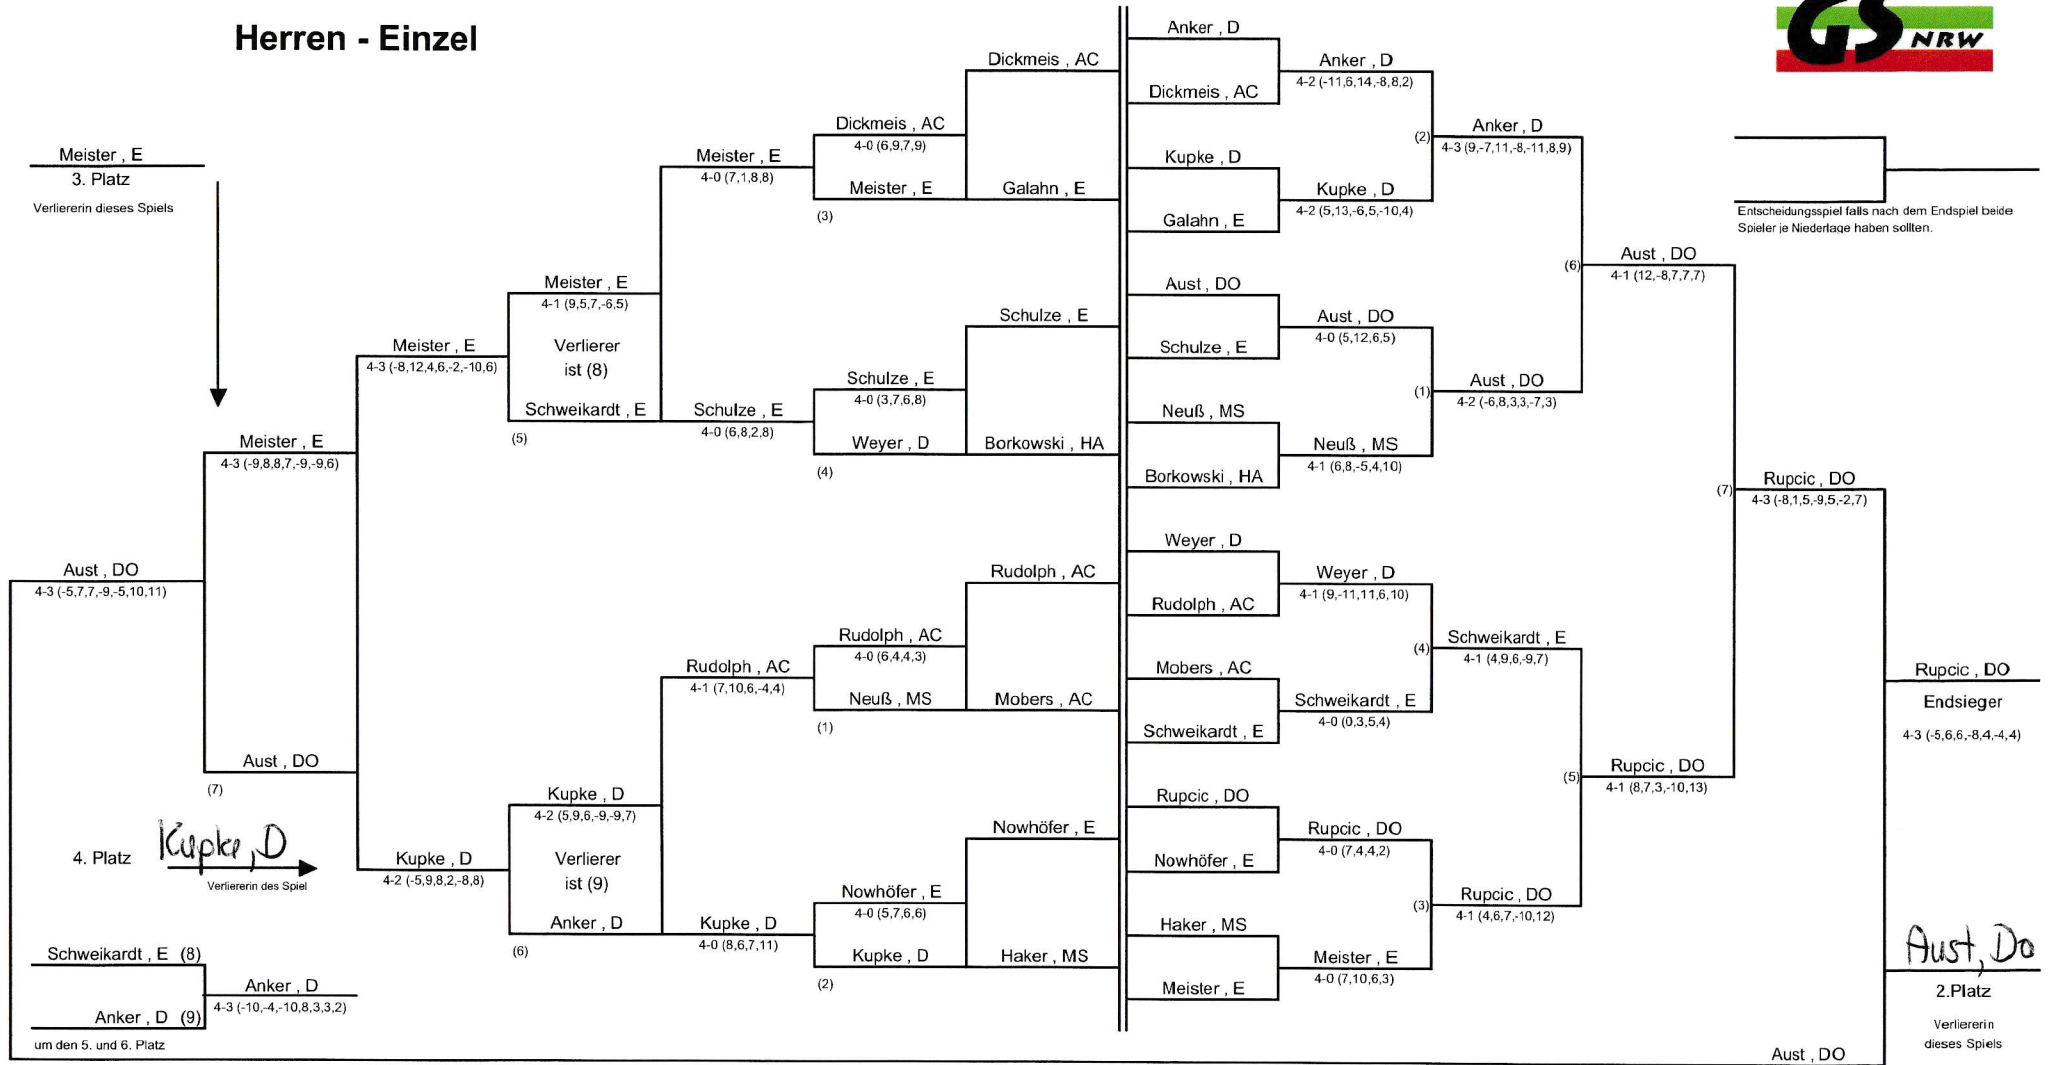 Herren - Einzel
GS NRW
Meister , E
3. Platz
Verliererin dieses Spiels
Aust , DO
4-3 (-5,7,7,-9,-5,10,11)
Meister , E
4-3 (-9,8,8,7,-9,-9,6)
Aust , DO
(7)
4. Platz
Kupke, D
Verliererin des Spiel
Schweikardt , E (8)
Anker , D (9)
um den 5. und 6. Platz
Anker , D
4-3 (-10,-4,-10,8,3,3,2)
Meister , E
4-3 (-8,12,4,6,-2,-10,6)
Kupke , D
4-2 (-5,9,8,2,-8,8)
Meister , E
4-1 (9,5,7,-6,5)
Verlierer
ist (8)
Schweikardt , E
(5)
Kupke , D
4-2 (5,9,6,-9,-9,7)
Verlierer
ist (9)
Anker , D
(6)
Meister , E
4-0 (7,1,8,8)
Schulze , E
4-0 (6,8,2,8)
Rudolph , AC
4-1 (7,10,6,-4,4)
Kupke , D
4-0 (8,6,7,11)
Dickmeis , AC
4-0 (6,9,7,9)
Meister , E
(3)
Schulze , E
4-0 (3,7,6,8)
Weyer , D
(4)
Rudolph , AC
4-0 (6,4,4,3)
Neuß , MS
(1)
Nowhöfer , E
4-0 (5,7,6,6)
Kupke , D
(2)
Dickmeis , AC
Galahn , E
Schulze , E
Borkowski , HA
Rudolph , AC
Mobers , AC
Nowhöfer , E
Haker , MS
Anker , D
Dickmeis , AC
Kupke , D
Galahn , E
Aust , DO
Schulze , E
Neuß , MS
Borkowski , HA
Weyer , D
Rudolph , AC
Mobers , AC
Schweikardt , E
Rupcic , DO
Nowhöfer , E
Haker , MS
Meister , E
Anker , D
4-2 (-11,6,14,-8,8,2)
Kupke , D
4-2 (5,13,-6,5,-10,4)
Aust , DO
4-0 (5,12,6,5)
Neuß , MS
4-1 (6,8,-5,4,10)
Weyer , D
4-1 (9,-11,11,6,10)
Schweikardt , E
4-0 (0,3,5,4)
Rupcic , DO
4-0 (7,4,4,2)
Meister , E
4-0 (7,10,6,3)
(2)
Anker , D
4-3 (9,-7,11,-8,-11,8,9)
(1)
Aust , DO
4-2 (-6,8,3,3,-7,3)
(4)
Schweikardt , E
4-1 (4,9,6,-9,7)
(3)
Rupcic , DO
4-1 (4,6,7,-10,12)
(6)
Aust , DO
4-1 (12,-8,7,7,7)
(5)
Rupcic , DO
4-1 (8,7,3,-10,13)
(7)
Rupcic , DO
4-3 (-8,1,5,-9,5,-2,7)
Entscheidungsspiel falls nach dem Endspiel beide
Spieler je Niederlage haben sollten.
Rupcic , DO
Endsieger
4-3 (-5,6,6,-8,4,-4,4)
Aust, Do
2.Platz
Verliererin
dieses Spiels
Aust , DO